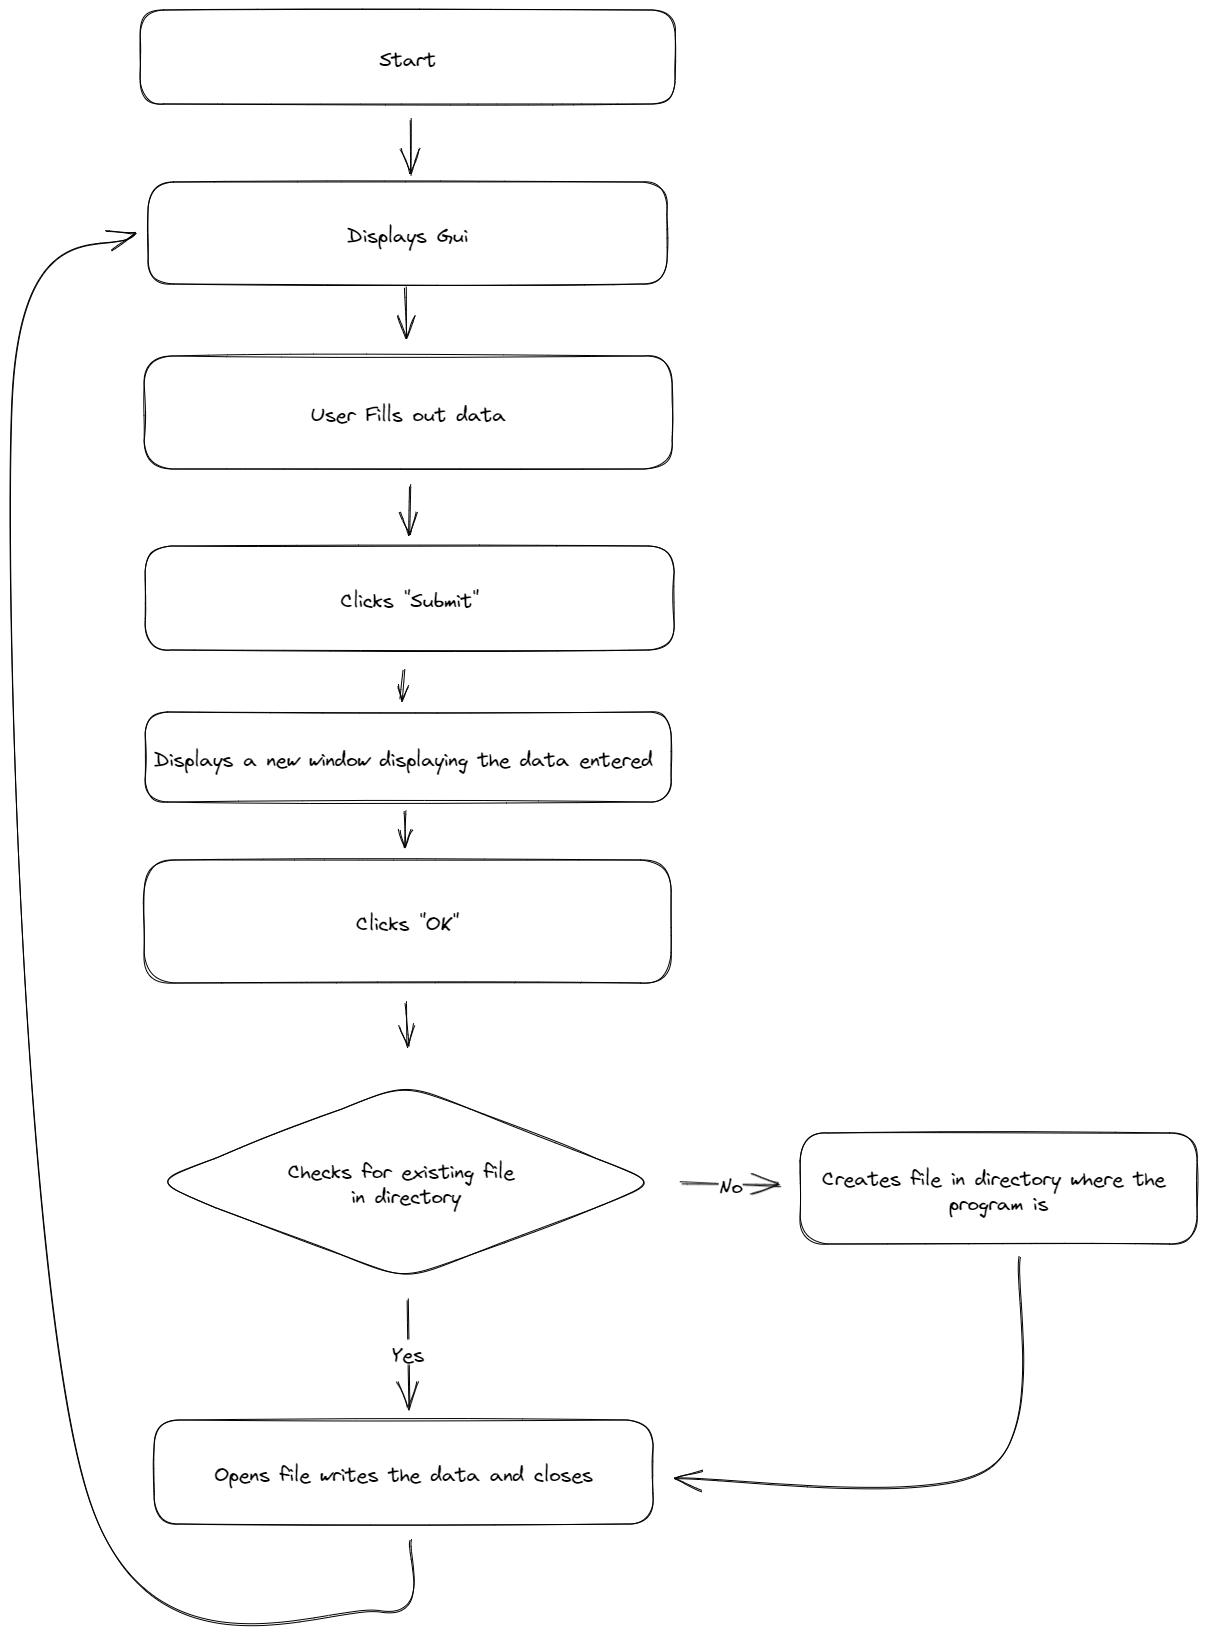 Start
Displays Gui
User Fills out data
Clicks "Submit"
Displays a new window displaying the data entered
Clicks "OK"
Checks for existing file
in directory
No
Creates file in directory where the
program is
Yes
Opens file writes the data and closes